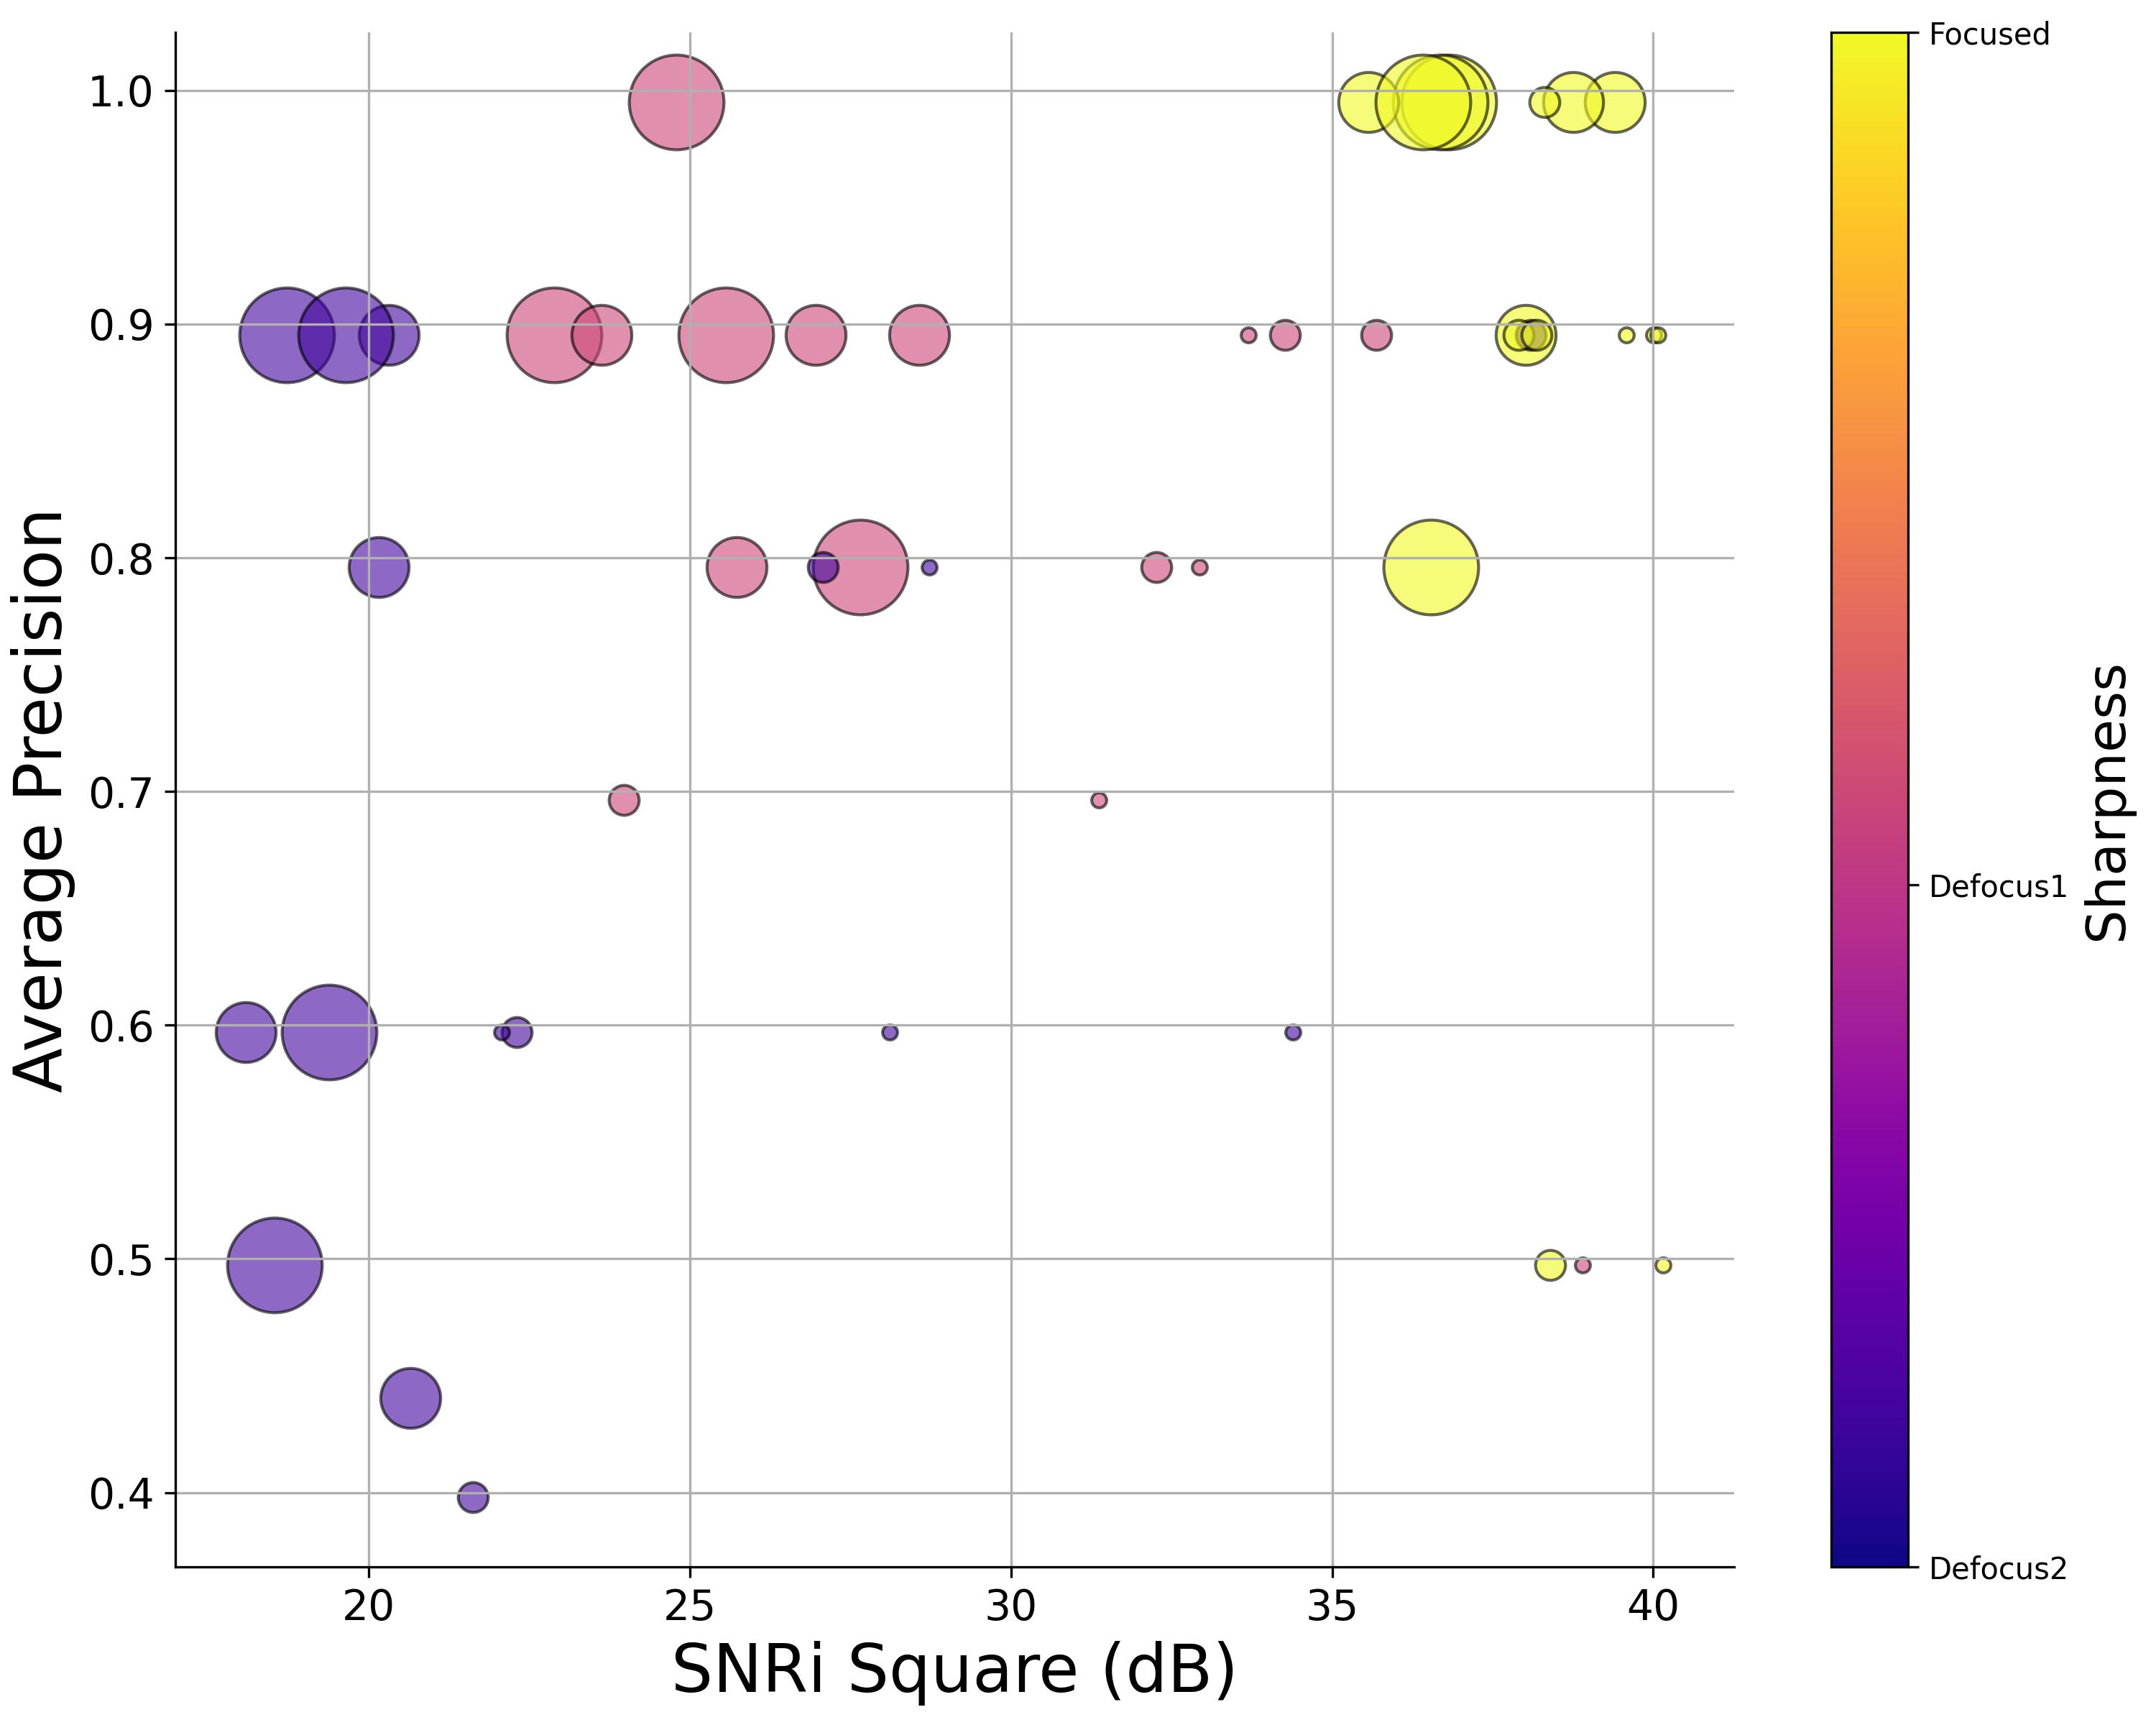 Average Precision
1.0
0.9
0.8
0.7
0.6
0.5
0.4
20 25 30 35 40
SNRi Square (dB)
Focused
Defocus1
Defocus2
Sharpness